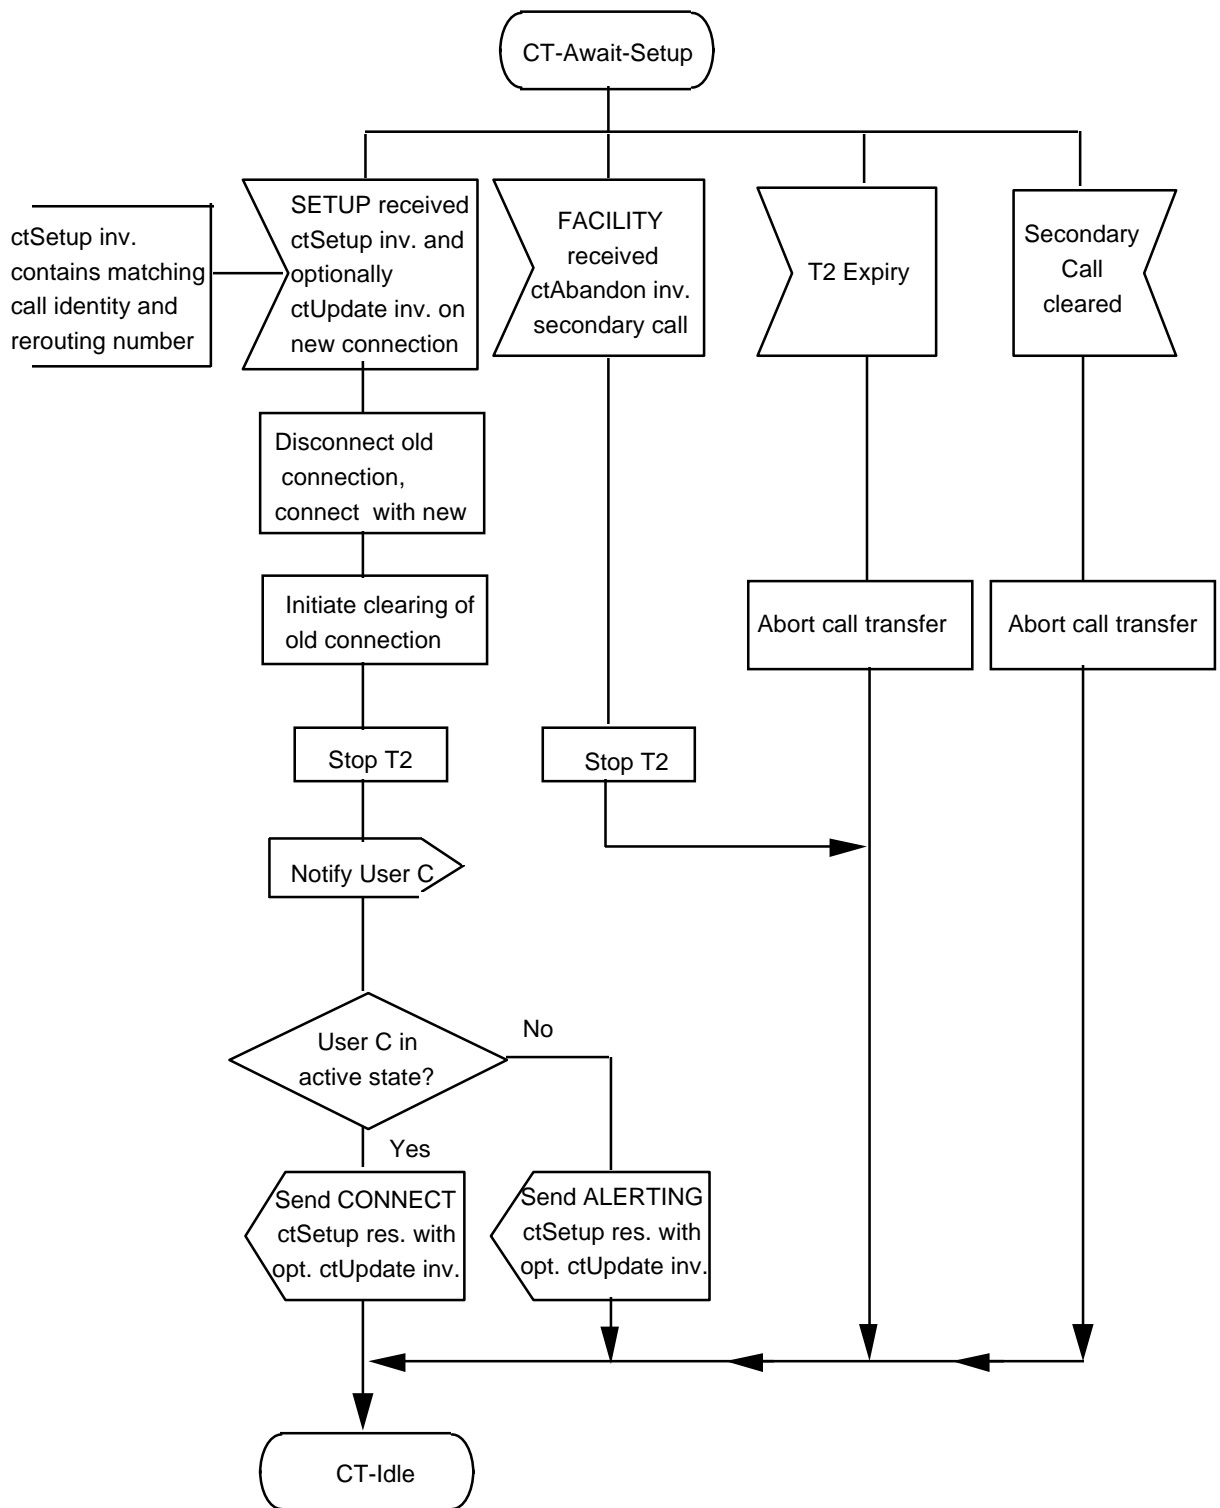 CT-Await-Setup
ctSetup inv.
contains matching
call identity and
rerouting number
SETUP received
ctSetup inv. and
optionally
ctUpdate inv. on
new connection
FACILITY
received
ctAbandon inv.
secondary call
T2 Expiry
Secondary
Call
cleared
Disconnect old
connection,
connect with new
Initiate clearing of
old connection
Abort call transfer
Abort call transfer
Stop T2
Stop T2
Notify User C
User C in
active state?
No
Yes
Send CONNECT
ctSetup res. with
opt. ctUpdate inv.
Send ALERTING
ctSetup res. with
opt. ctUpdate inv.
CT-Idle